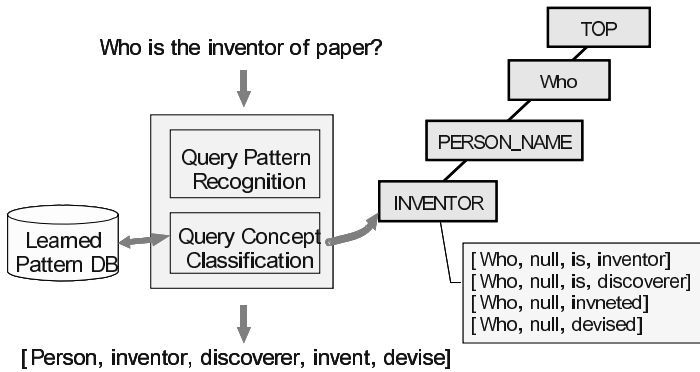 Who is the inventor of paper?
TOP
Who
PERSON_NAME
INVENTOR
Query Pattern
Recognition
Query Concept
Classification
Learned
Pattern DB
[Who, null, is, inventor]
[Who, null, is, discoverer]
[Who, null, invneted]
[Who, null, devised]
[Person, inventor, discoverer, invent, devise]